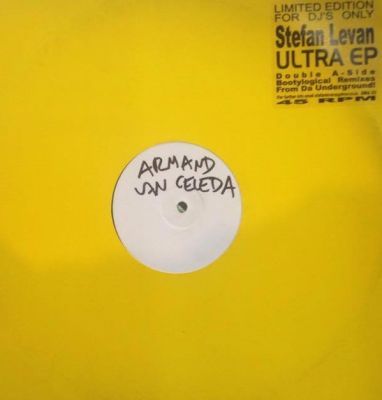 LIMITED EDITION
FOR DJ'S ONLY
Stefan Levan
ULTRA EP
Double A-Side
Bootylogical Remixes
From Da Underground!
45 RPM
ARMAND
VAN CELEDA